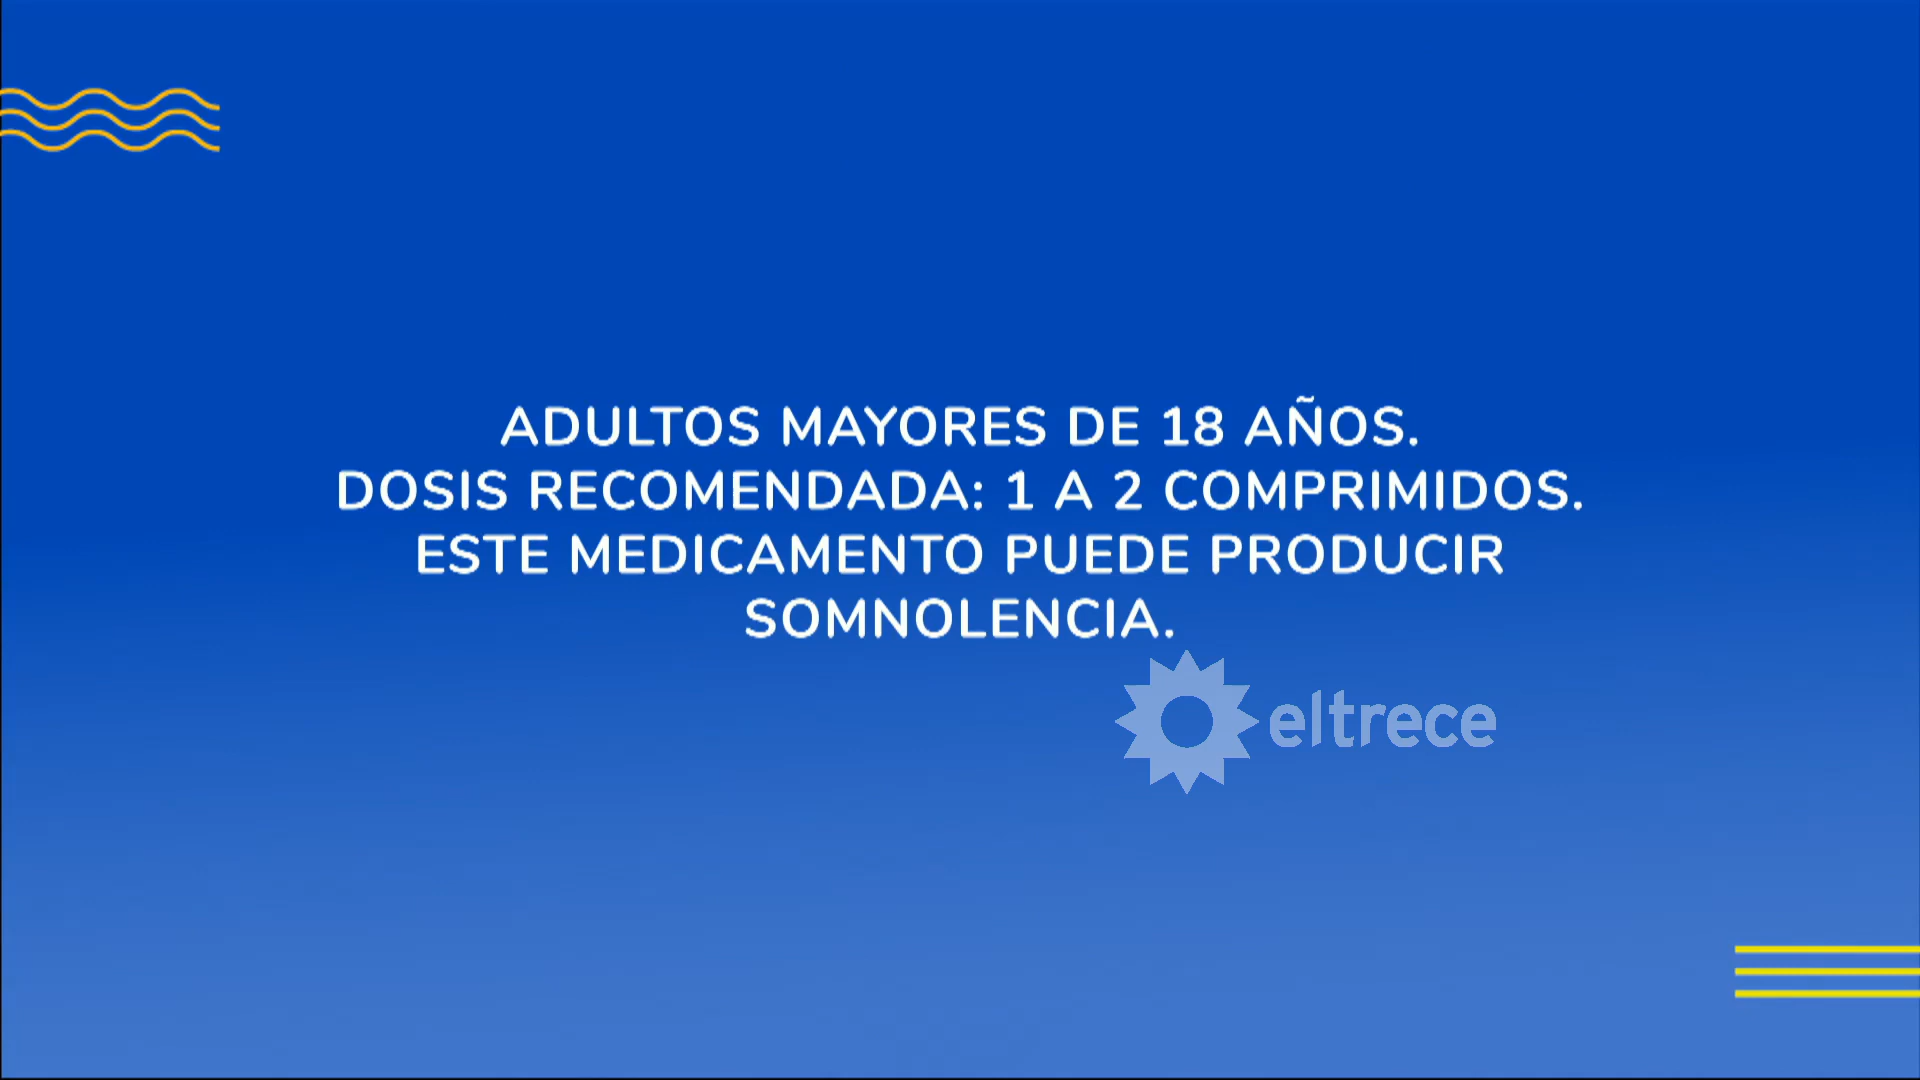 ADULTOS MAYORES DE 18 AÑOS.
DOSIS RECOMENDADA: 1 A 2 COMPRIMIDOS.
ESTE MEDICAMENTO PUEDE PRODUCIR
SOMNOLENCIA.
eltrece